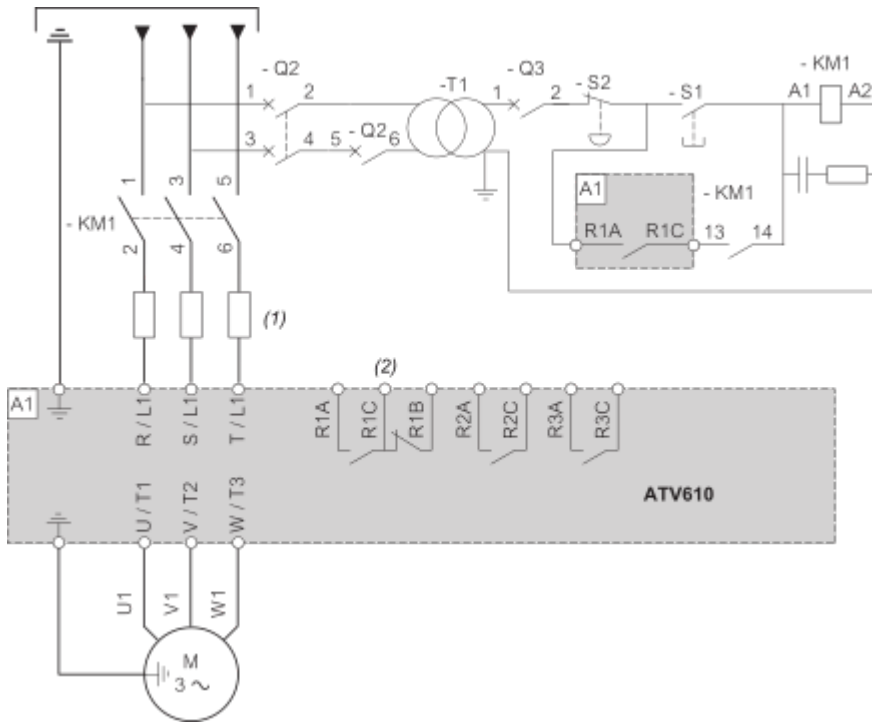 - Q2
1
2
3
4
5
- Q2
6
-T1
- Q3
1
2
- S2
- S1
- KM1
A1
A2
A1
R1A
R1C
- KM1
13
14
1
3
5
- KM1
2
4
6
(1)
(2)
A1
R / L1
S / L1
T / L1
R1A
R1C
R1B
R2A
R2C
R3A
R3C
ATV610
U / T1
V / T2
W / T3
U1
V1
W1
M
3 ~